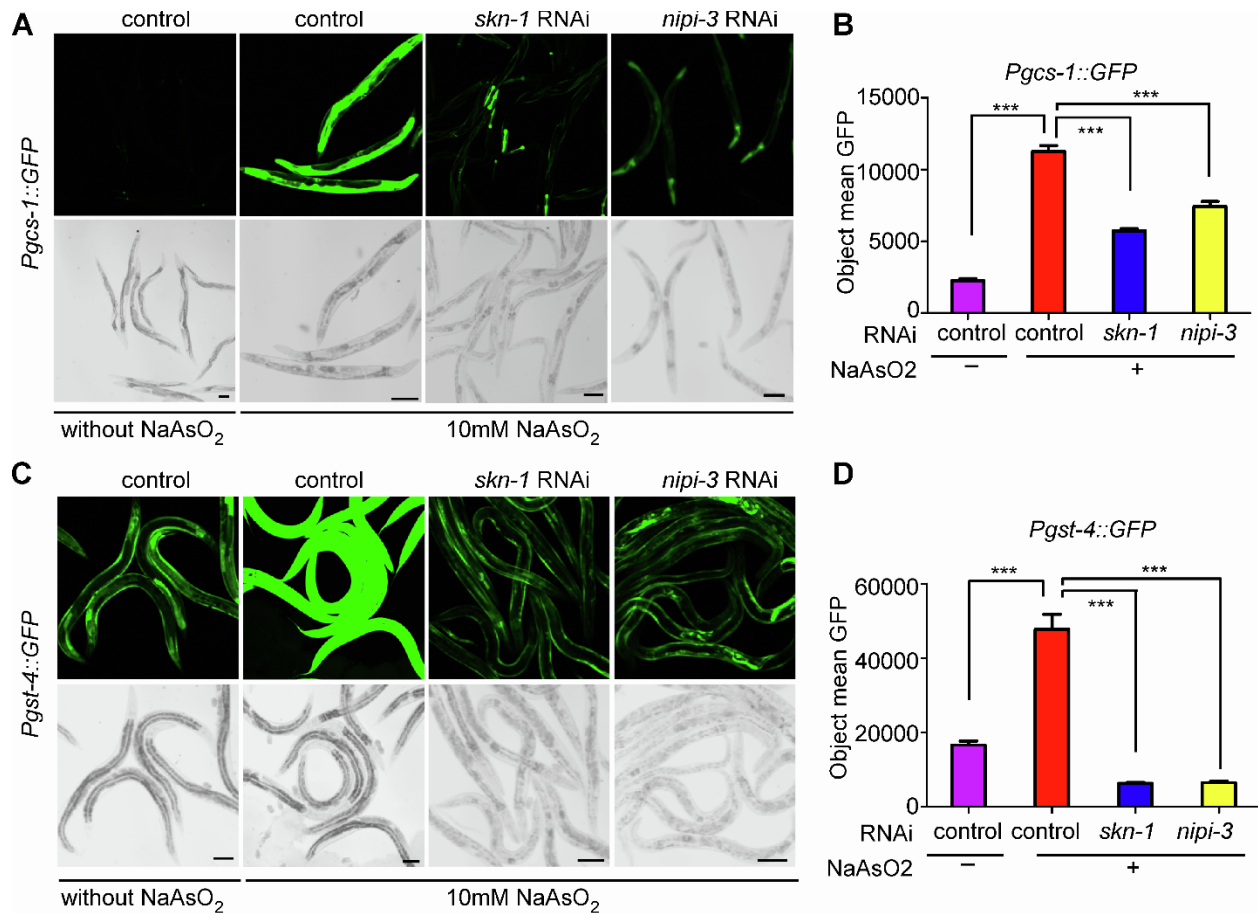 A
control
control
skn-1 RNAi
nipi-3 RNAi
Pgcs-1::GFP
without NaAsO2
10mM NaAsO2
B
Pgcs-1::GFP
***
***
***
15000
10000
5000
0
Object mean GFP
RNAi control control skn-1 nipi-3
NaAsO2 − +
C
control
control
skn-1 RNAi
nipi-3 RNAi
Pgst-4::GFP
without NaAsO2
10mM NaAsO2
D
Pgst-4::GFP
***
***
***
60000
40000
20000
0
Object mean GFP
RNAi control control skn-1 nipi-3
NaAsO2 − +